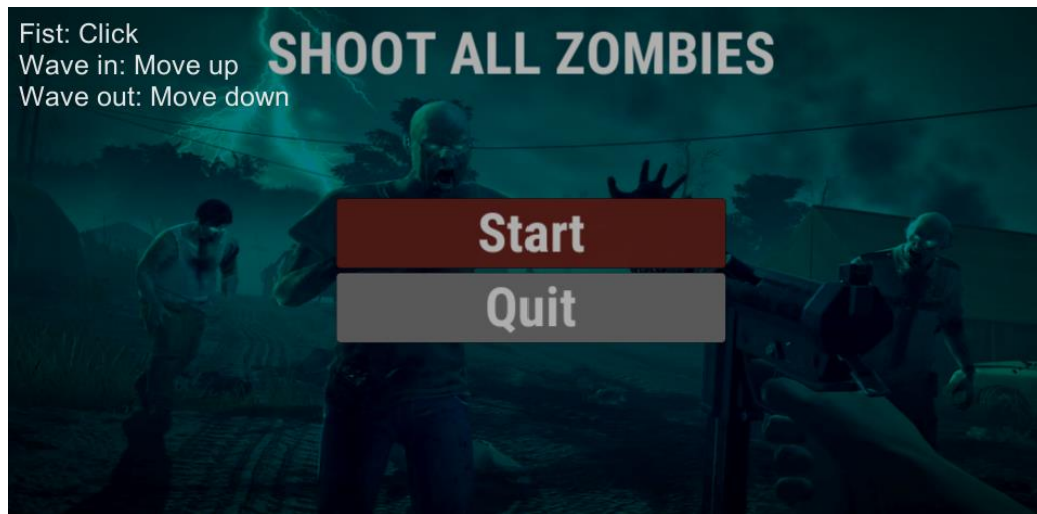 Fist: Click
Wave in: Move up
Wave out: Move down
SHOOT ALL ZOMBIES
Start
Quit